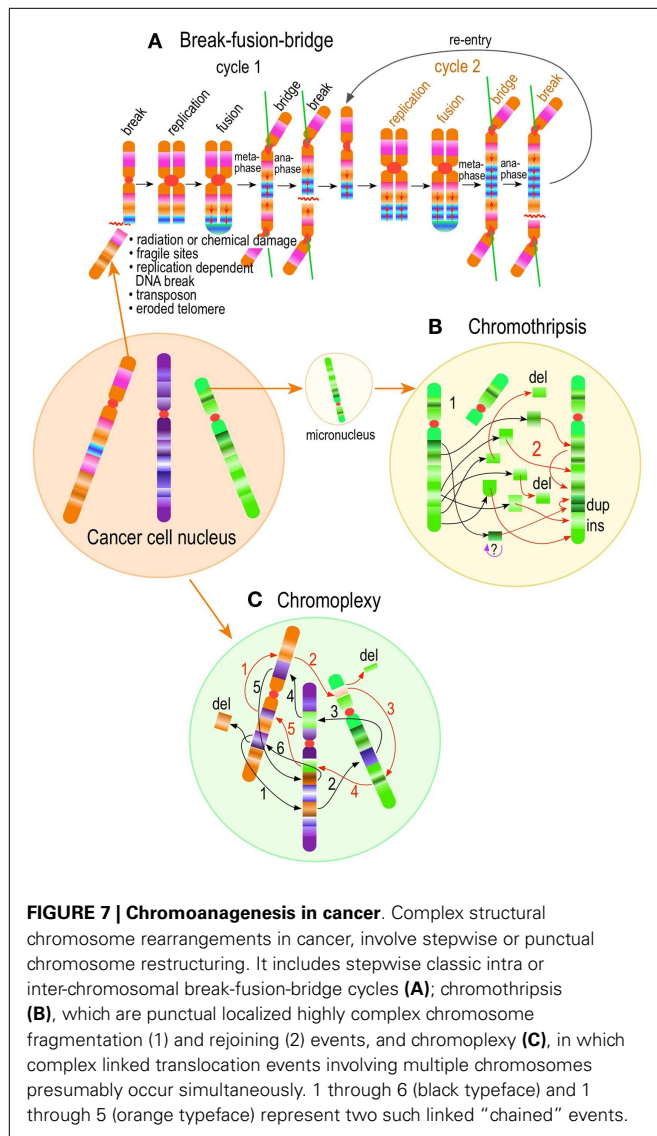 A Break-fusion-bridge
cycle 1
re-entry
cycle 2
break
replication
fusion
meta-
phase
bridge
ana-
phase
break
replication
fusion
meta-
phase
bridge
ana-
phase
break
• radiation or chemical damage
• fragile sites
• replication dependent
DNA break
• transposon
• eroded telomere
B Chromothripsis
micronucleus
Cancer cell nucleus
1
del
2
del
dup
ins
?
C Chromoplexy
del
del
1
2
5
4
3
3
5
6
2
4
1
FIGURE 7 | Chromoanagenesis in cancer. Complex structural
chromosome rearrangements in cancer, involve stepwise or punctual
chromosome restructuring. It includes stepwise classic intra or
inter-chromosomal break-fusion-bridge cycles (A); chromothripsis
(B), which are punctual localized highly complex chromosome
fragmentation (1) and rejoining (2) events, and chromoplexy (C), in which
complex linked translocation events involving multiple chromosomes
presumably occur simultaneously. 1 through 6 (black typeface) and 1
through 5 (orange typeface) represent two such linked “chained” events.